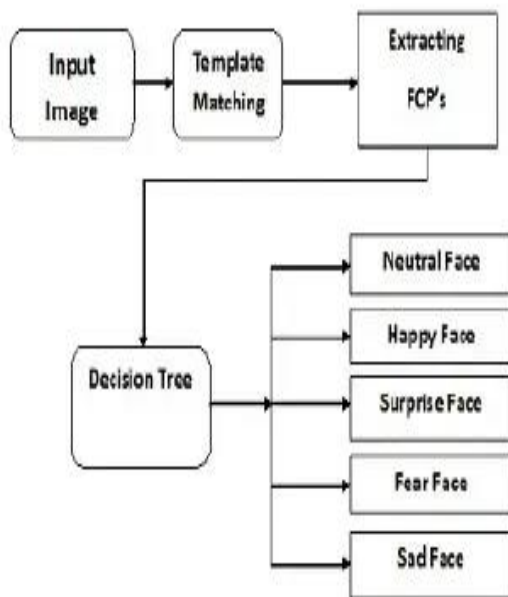 Input
Image
Template
Matching
Extracting
FCP's
Decision Tree
Neutral Face
Happy Face
Surprise Face
Fear Face
Sad Face